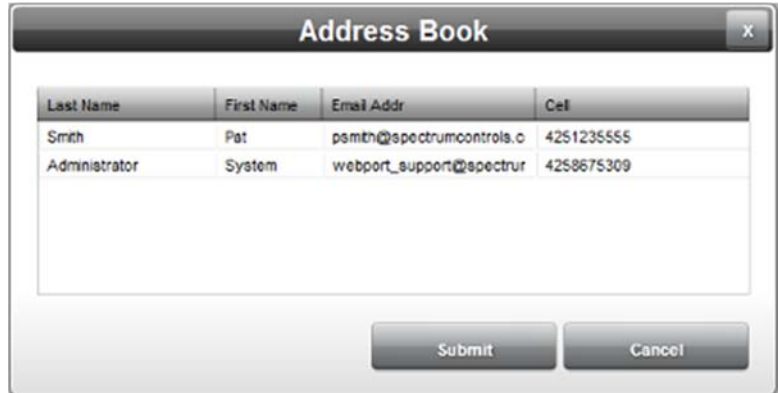 Address Book
x
Last Name First Name Email Addr Cell
Smith Pat psmith@spectrumcontrols.c 4251235555
Administrator System webport_support@spectrur 4258675309
Submit Cancel